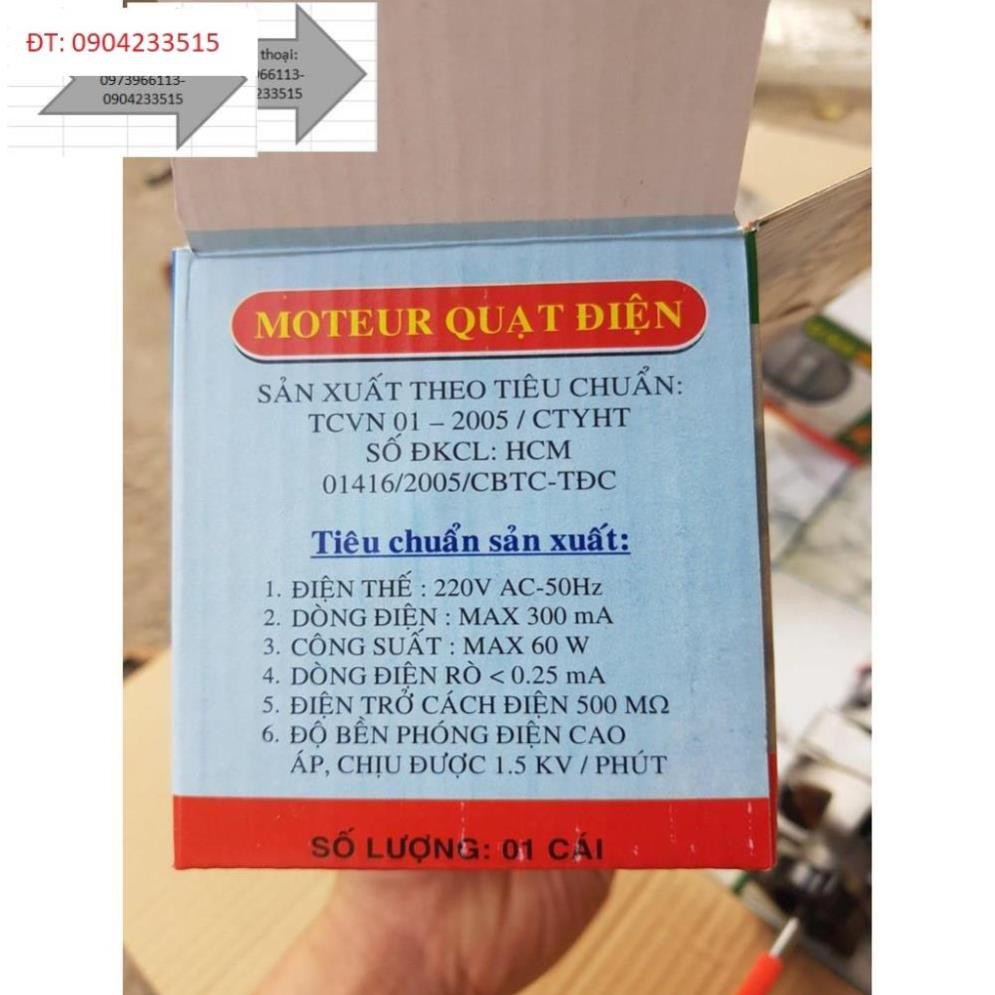 ĐT: 0904233515
0973966113-
0904233515
thoại:
66113-
233515
MOTEUR QUẠT ĐIỆN
SẢN XUẤT THEO TIÊU CHUẨN:
TCVN 01 – 2005 / CTYHT
SỐ ĐKCL: HCM
01416/2005/CBTC-TĐC
Tiêu chuẩn sản xuất:
1. ĐIỆN THẾ : 220V AC-50Hz
2. DÒNG ĐIỆN : MAX 300 mA
3. CÔNG SUẤT : MAX 60 W
4. DÒNG ĐIỆN RÒ < 0.25 mA
5. ĐIỆN TRỞ CÁCH ĐIỆN 500 MΩ
6. ĐỘ BỀN PHÓNG ĐIỆN CAO
ÁP, CHỊU ĐƯỢC 1.5 KV / PHÚT
SỐ LƯỢNG: 01 CÁI